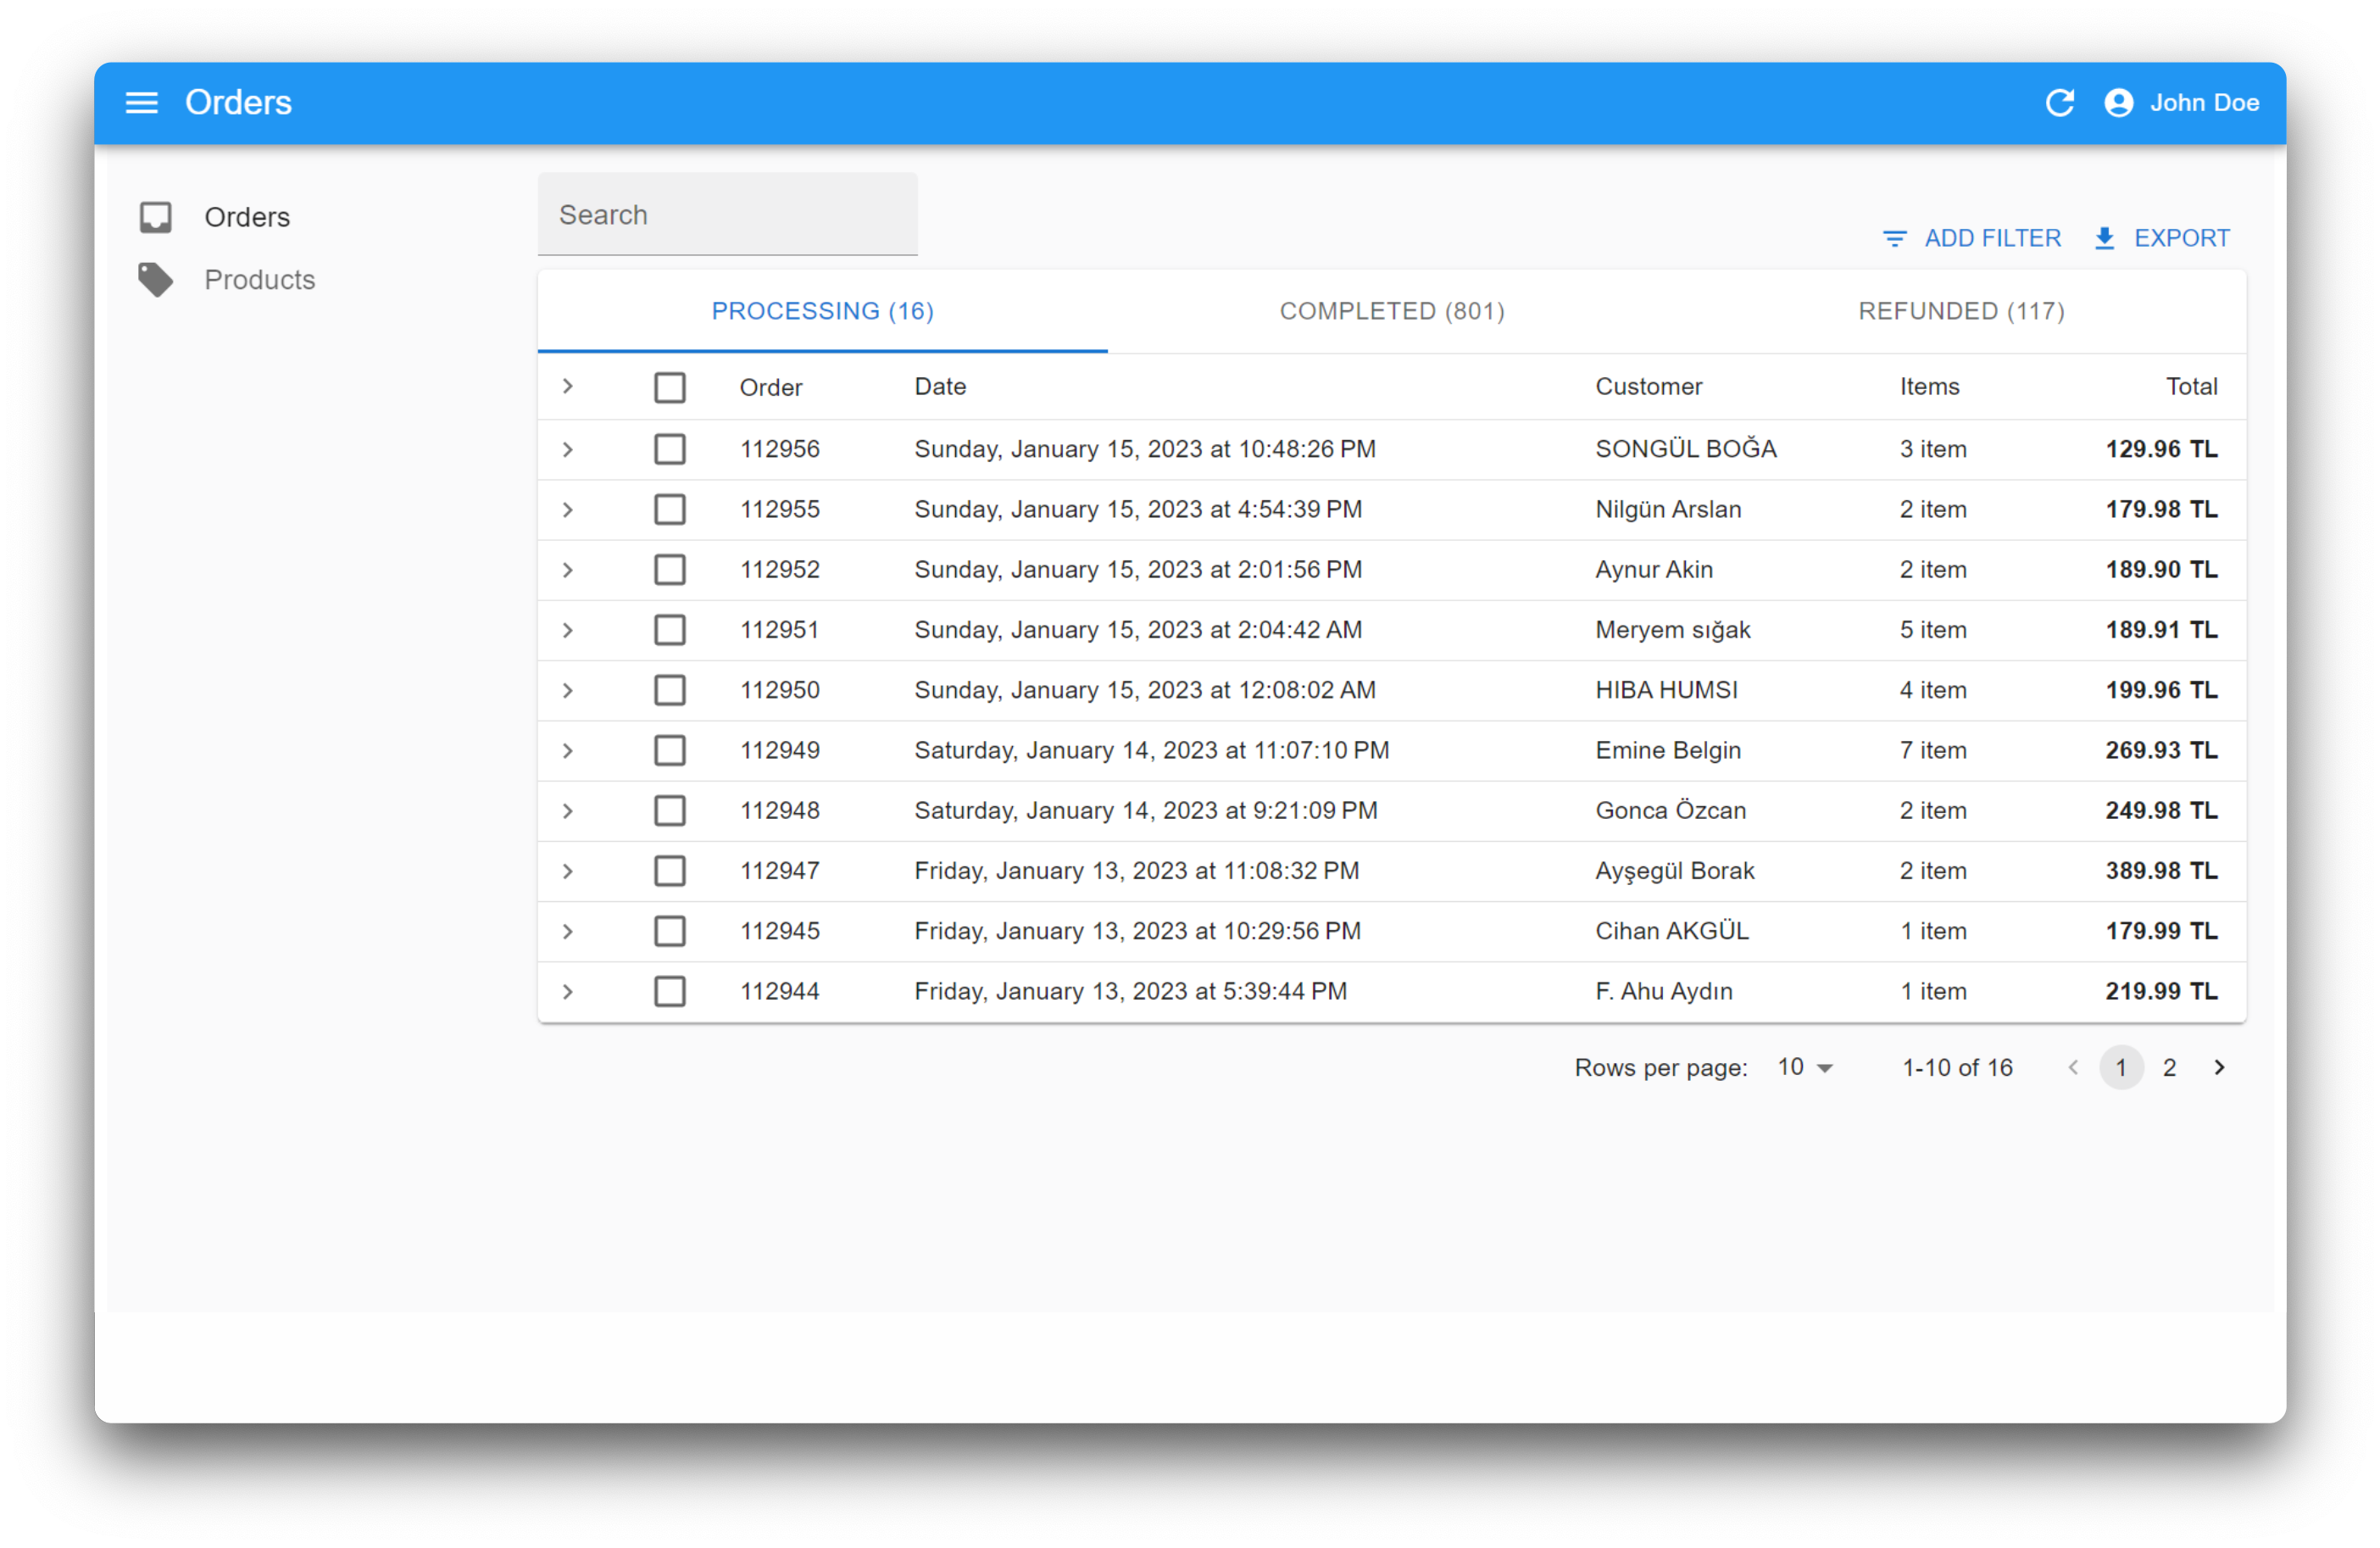 Orders
John Doe
Orders
Products
Search
ADD FILTER EXPORT
PROCESSING (16) COMPLETED (801) REFUNDED (117)
Order Date Customer Items Total
112956 Sunday, January 15, 2023 at 10:48:26 PM SONGÜL BOĞA 3 item 129.96 TL
112955 Sunday, January 15, 2023 at 4:54:39 PM Nilgün Arslan 2 item 179.98 TL
112952 Sunday, January 15, 2023 at 2:01:56 PM Aynur Akin 2 item 189.90 TL
112951 Sunday, January 15, 2023 at 2:04:42 AM Meryem sığak 5 item 189.91 TL
112950 Sunday, January 15, 2023 at 12:08:02 AM HIBA HUMSI 4 item 199.96 TL
112949 Saturday, January 14, 2023 at 11:07:10 PM Emine Belgin 7 item 269.93 TL
112948 Saturday, January 14, 2023 at 9:21:09 PM Gonca Özcan 2 item 249.98 TL
112947 Friday, January 13, 2023 at 11:08:32 PM Ayşegül Borak 2 item 389.98 TL
112945 Friday, January 13, 2023 at 10:29:56 PM Cihan AKGÜL 1 item 179.99 TL
112944 Friday, January 13, 2023 at 5:39:44 PM F. Ahu Aydın 1 item 219.99 TL
Rows per page: 10 1-10 of 16 1 2